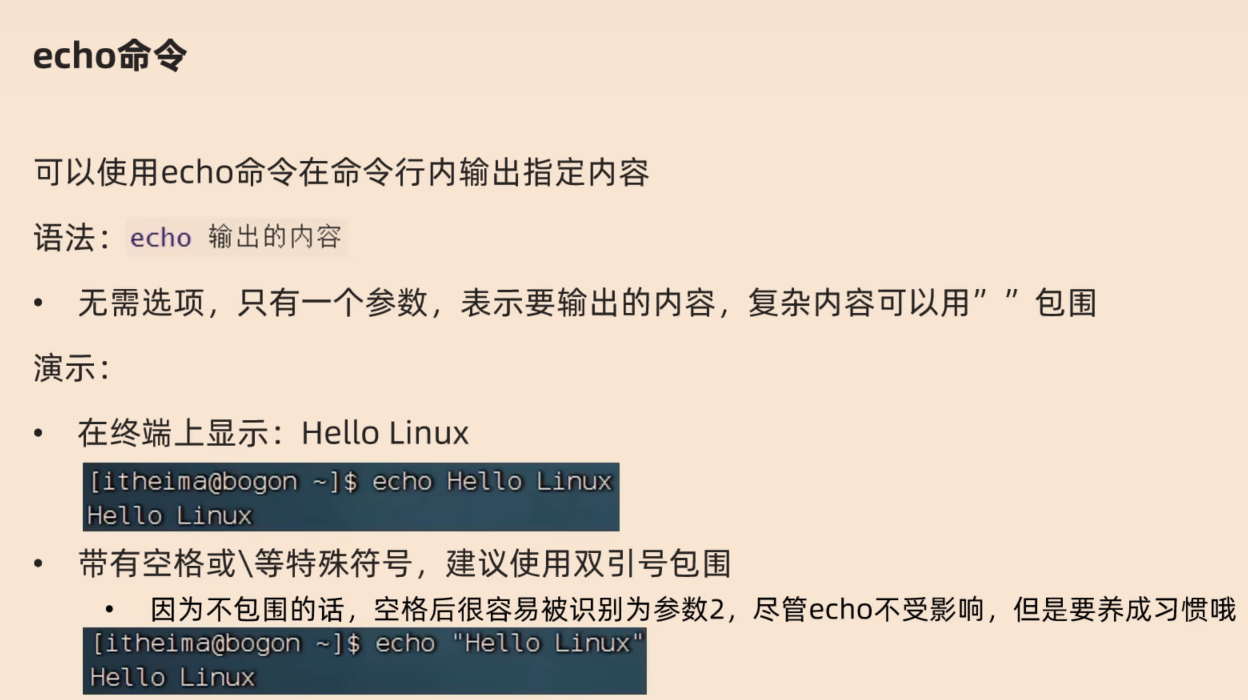 echo命令
可以使用echo命令在命令行内输出指定内容
语法：echo 输出的内容
• 无需选项，只有一个参数，表示要输出的内容，复杂内容可以用””包围
演示：
• 在终端上显示：Hello Linux
[itheima@bogon ~]$ echo Hello Linux
Hello Linux
• 带有空格或\等特殊符号，建议使用双引号包围
• 因为不包围的话，空格后很容易被识别为参数2，尽管echo不受影响，但是要养成习惯哦
[itheima@bogon ~]$ echo "Hello Linux"
Hello Linux